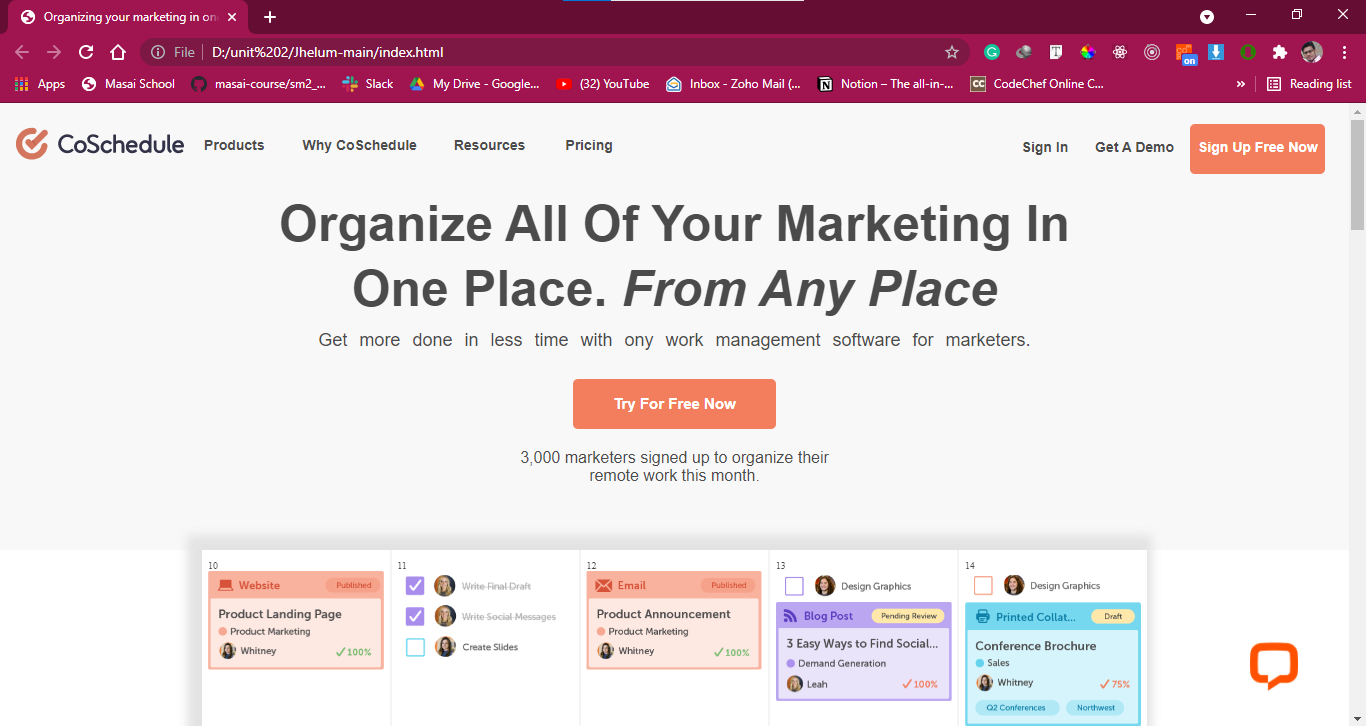 Organizing your marketing in on
File D:/unit%202/Jhelum-main/index.html
on
Apps Masai School masai-course/sm2_... Slack My Drive - Google... (32) YouTube Inbox - Zoho Mail (... Notion – The all-in-... CC CodeChef Online C... » Reading list
CoSchedule Products Why CoSchedule Resources Pricing Sign In Get A Demo Sign Up Free Now
Organize All Of Your Marketing In
One Place. From Any Place
Get more done in less time with ony work management software for marketers.
Try For Free Now
3,000 marketers signed up to organize their
remote work this month.
10
Website Published
Product Landing Page
Product Marketing
Whitney 100%
11
Write Final Draft
Write Social Messages
Create Slides
12
Email Published
Product Announcement
Product Marketing
Whitney 100%
13
Design Graphics
Blog Post Pending Review
3 Easy Ways to Find Social...
Demand Generation
Leah 100%
14
Design Graphics
Printed Collat... Draft
Conference Brochure
Sales
Whitney 75%
Q2 Conferences Northwest